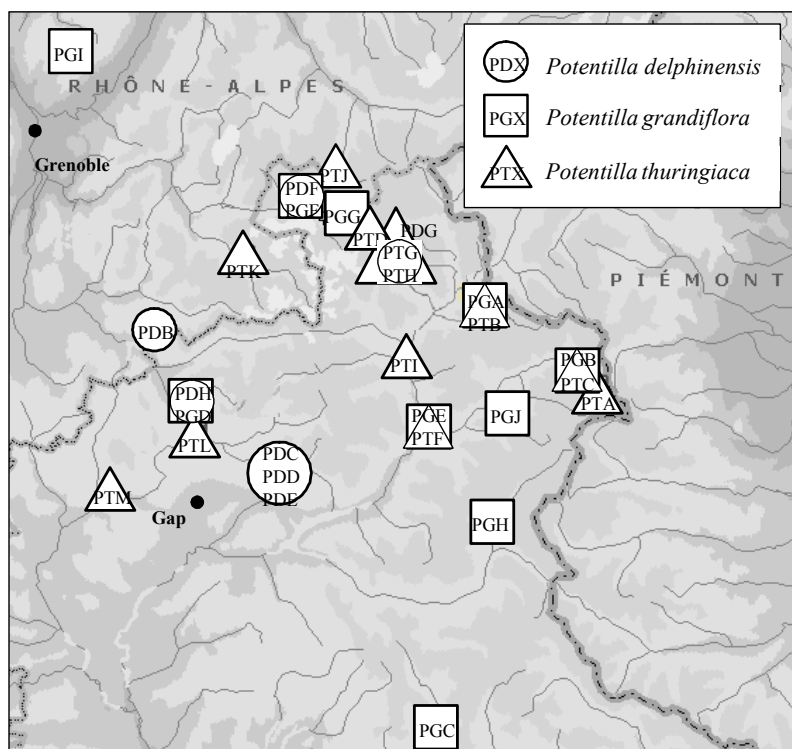 PGI
RHÔNE-ALPES
Grenoble
PDX Potentilla delphinensis
PGX Potentilla grandiflora
PTX Potentilla thuringiaca
PTJ
PDF
PGF
PGG
PDG
PTG
PTH
PTK
PIÉMONT
PGA
PTB
PDB
PTI
PGB
PTC
PTA
PDH
PGD
PGJ
PGE
PTF
PTL
PDC
PDD
PDE
PTM
Gap
PGH
PGC